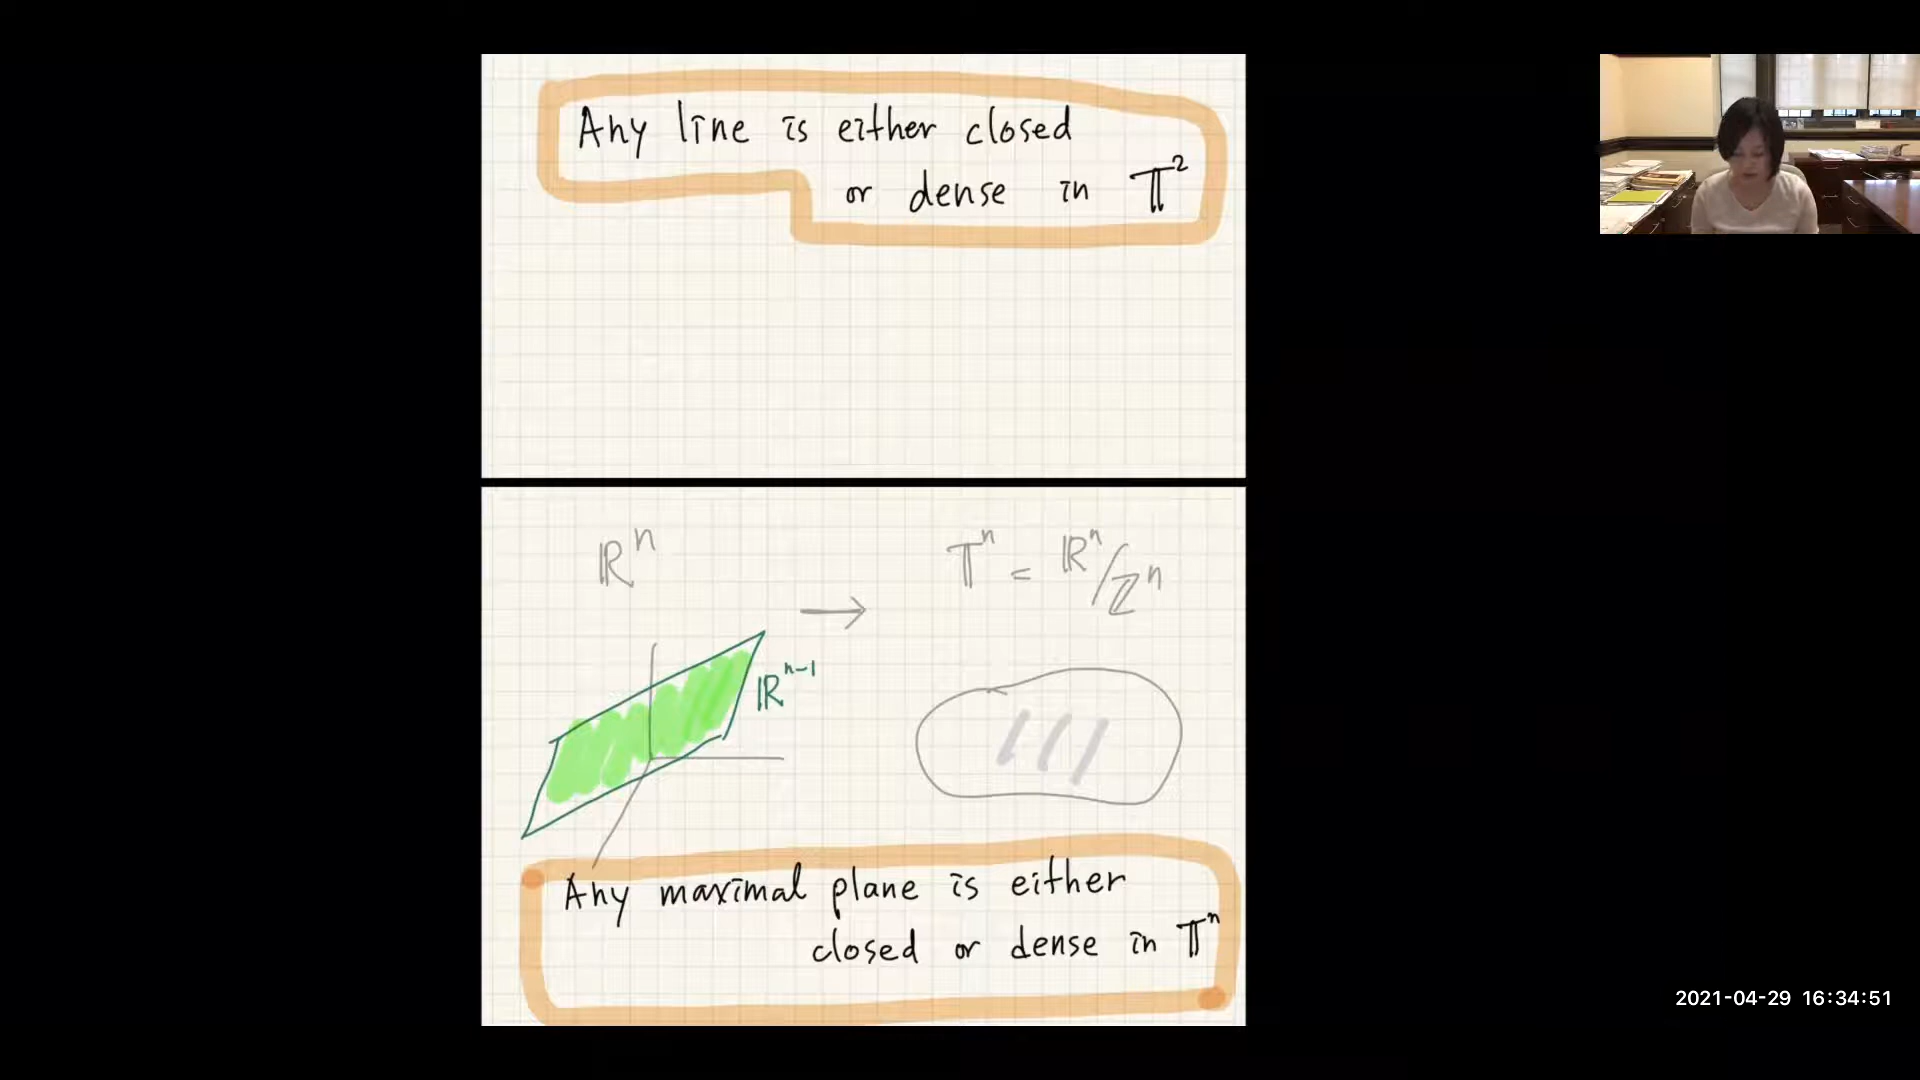 Any line is either closed
or dense in 𝕋²
ℝⁿ
𝕋ⁿ = ℝⁿ/ℤⁿ
→
ℝⁿ⁻¹
Any maximal plane is either
closed or dense in 𝕋ⁿ
2021-04-29 16:34:51